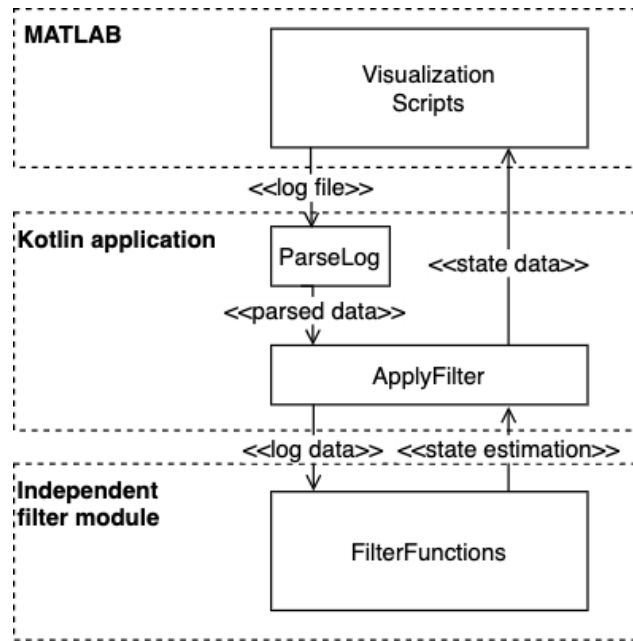 MATLAB
Visualization
Scripts
<<log file>>
Kotlin application
ParseLog
<<state data>>
<<parsed data>>
ApplyFilter
<<log data>>
<<state estimation>>
Independent
filter module
FilterFunctions